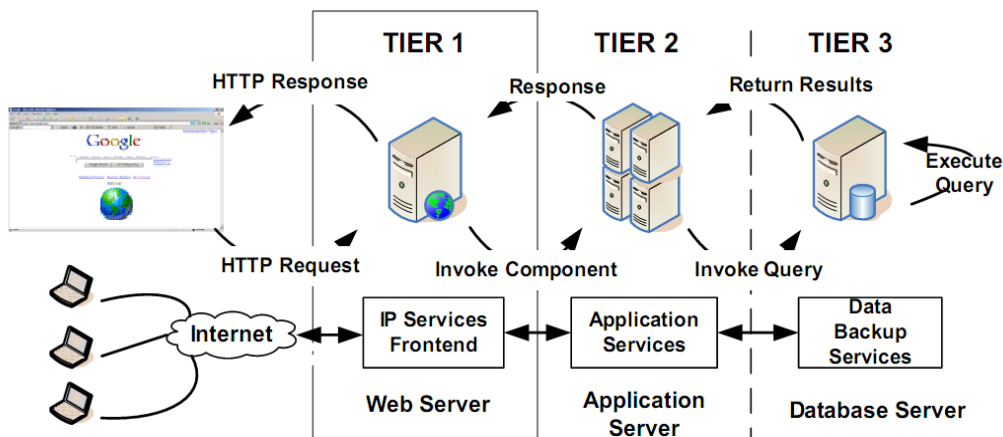 TIER 1
TIER 2
TIER 3
HTTP Response
Response
Return Results
Google
Execute
Query
HTTP Request
Invoke Component
Invoke Query
Internet
IP Services
Frontend
Application
Services
Data
Backup
Services
Web Server
Application
Server
Database Server